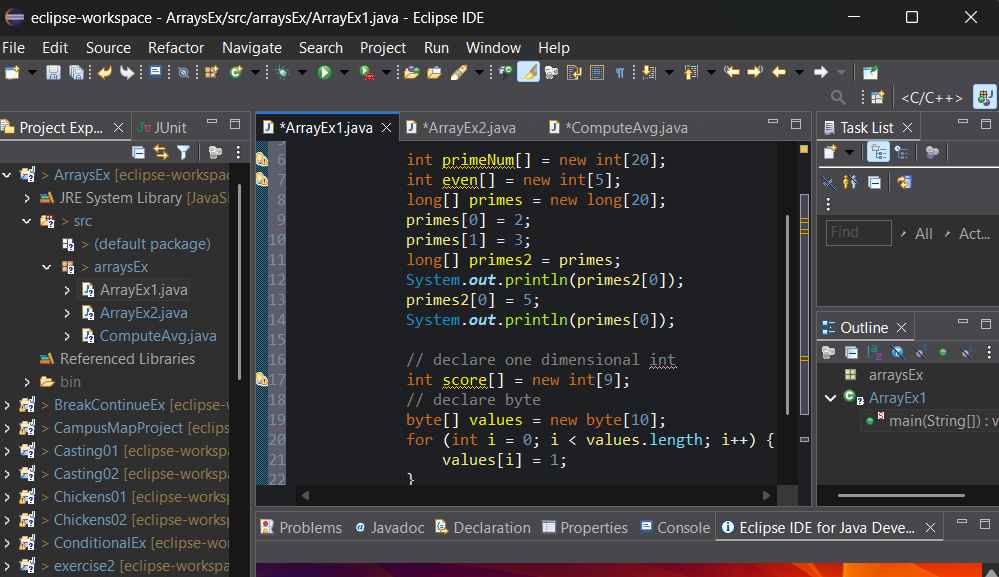 eclipse-workspace - ArraysEx/src/arraysEx/ArrayEx1.java - Eclipse IDE
File Edit Source Refactor Navigate Search Project Run Window Help
<C/C++>
Project Exp...
JUnit
> ArraysEx [eclipse-workspa
JRE System Library [JavaS
> src
> (default package)
> arraysEx
ArrayEx1.java
ArrayEx2.java
ComputeAvg.java
Referenced Libraries
> bin
> BreakContinueEx [eclipse-
> CampusMapProject [eclips
> Casting01 [eclipse-worksp
> Casting02 [eclipse-worksp
> Chickens01 [eclipse-works
> Chickens02 [eclipse-works
> ConditionalEx [eclipse-wo
> exercise2 [eclipse-workspa
*ArrayEx1.java *ArrayEx2.java *ComputeAvg.java
6 int primeNum[] = new int[20];
7 int even[] = new int[5];
8 long[] primes = new long[20];
9 primes[0] = 2;
10 primes[1] = 3;
11 long[] primes2 = primes;
12 System.out.println(primes2[0]);
13 primes2[0] = 5;
14 System.out.println(primes[0]);
15
16 // declare one dimensional int
17 int score[] = new int[9];
18 // declare byte
19 byte[] values = new byte[10];
20 for (int i = 0; i < values.length; i++) {
21 values[i] = 1;
22 }
Task List
Find All Act...
Outline
arraysEx
ArrayEx1
main(String[]) : v
Problems Javadoc Declaration Properties Console Eclipse IDE for Java Deve...